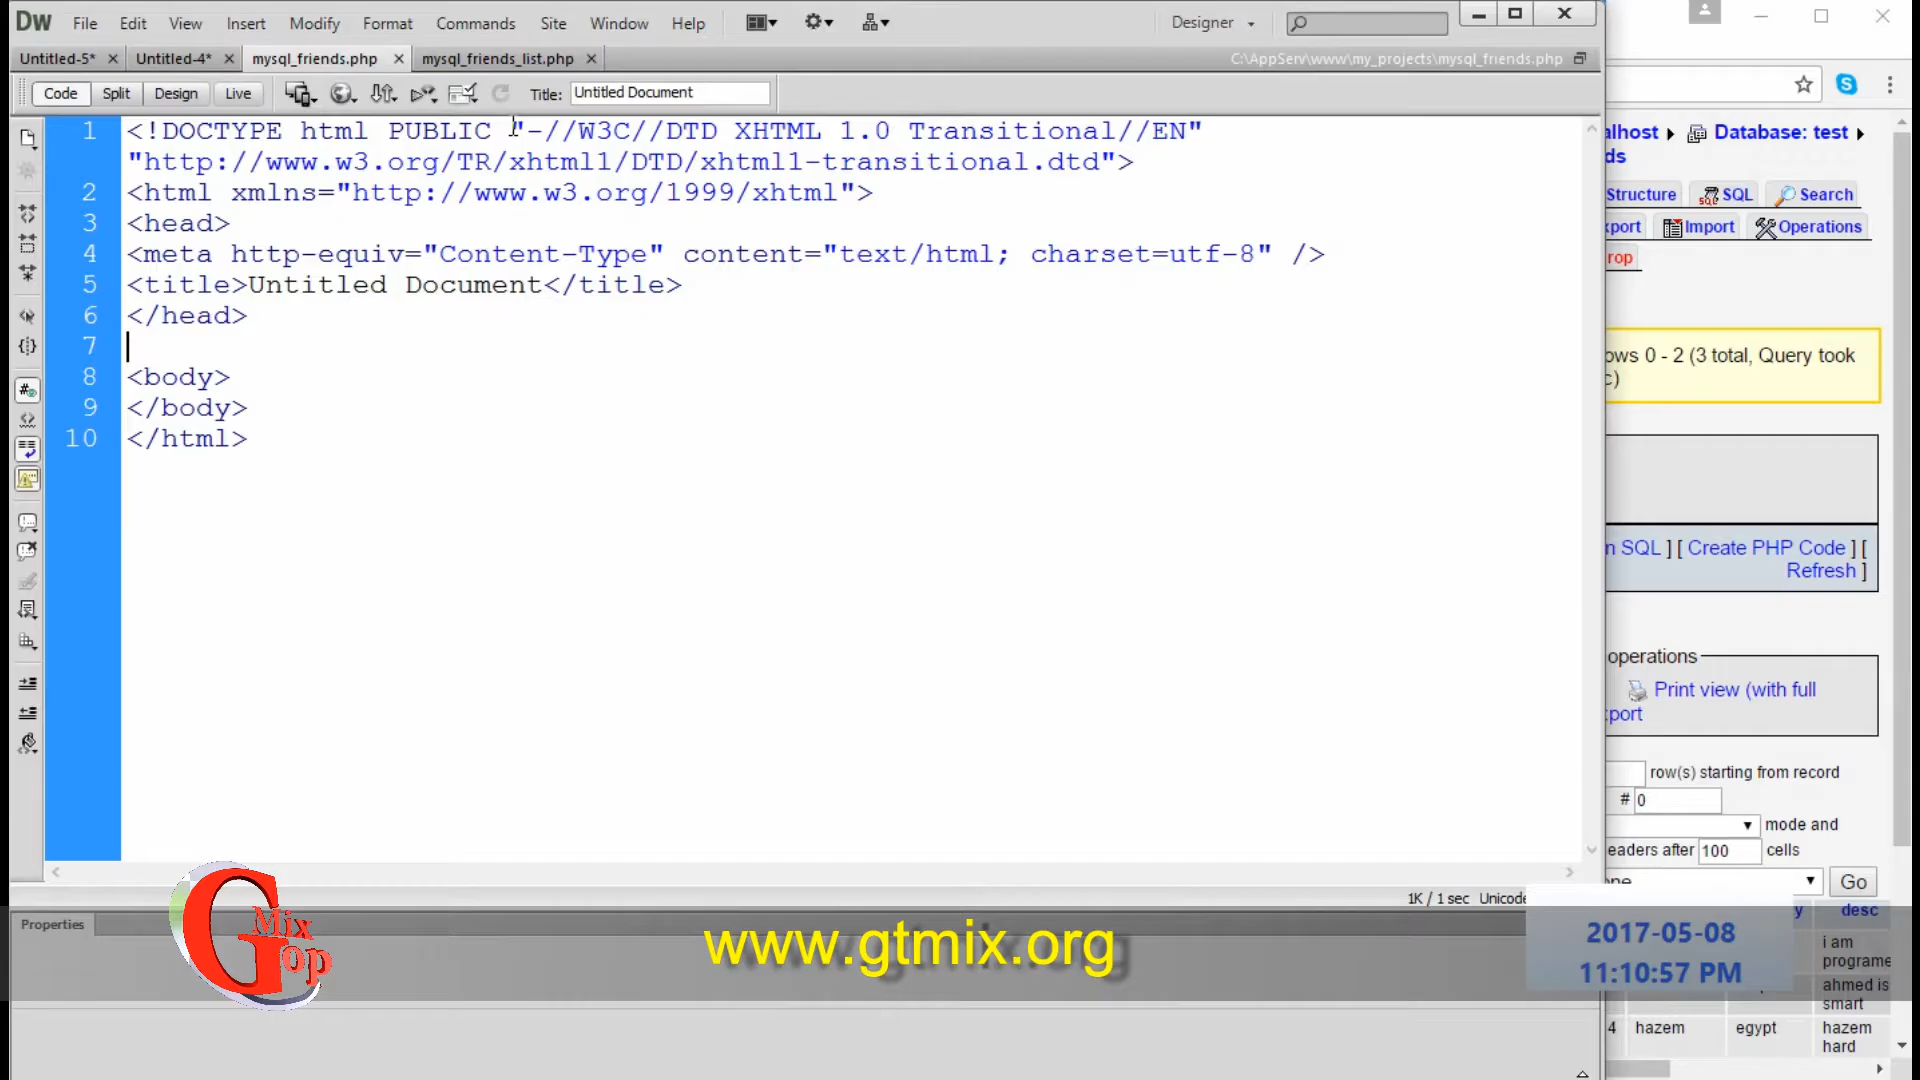 Dw File Edit View Insert Modify Format Commands Site Window Help Designer
Untitled-5* Untitled-4* mysql_friends.php mysql_friends_list.php C:\AppServ\www\my_projects\mysql_friends.php
Code Split Design Live Title: Untitled Document
1 <!DOCTYPE html PUBLIC "-//W3C//DTD XHTML 1.0 Transitional//EN"
"http://www.w3.org/TR/xhtml1/DTD/xhtml1-transitional.dtd">
2 <html xmlns="http://www.w3.org/1999/xhtml">
3 <head>
4 <meta http-equiv="Content-Type" content="text/html; charset=utf-8" />
5 <title>Untitled Document</title>
6 </head>
7
8 <body>
9 </body>
10 </html>
1K / 1 sec Unicode
Properties
lhost Database: test
ds
Structure SQL Search
port Import Operations
rop
ows 0 - 2 (3 total, Query took
c)
n SQL ] [ Create PHP Code ] [
Refresh ]
operations
Print view (with full
port
row(s) starting from record
# 0
mode and
eaders after 100 cells
Go
y desc
i am
programe
ahmed is
smart
4 hazem egypt hazem
hard
G Mix op
www.gtmix.org
2017-05-08
11:10:57 PM